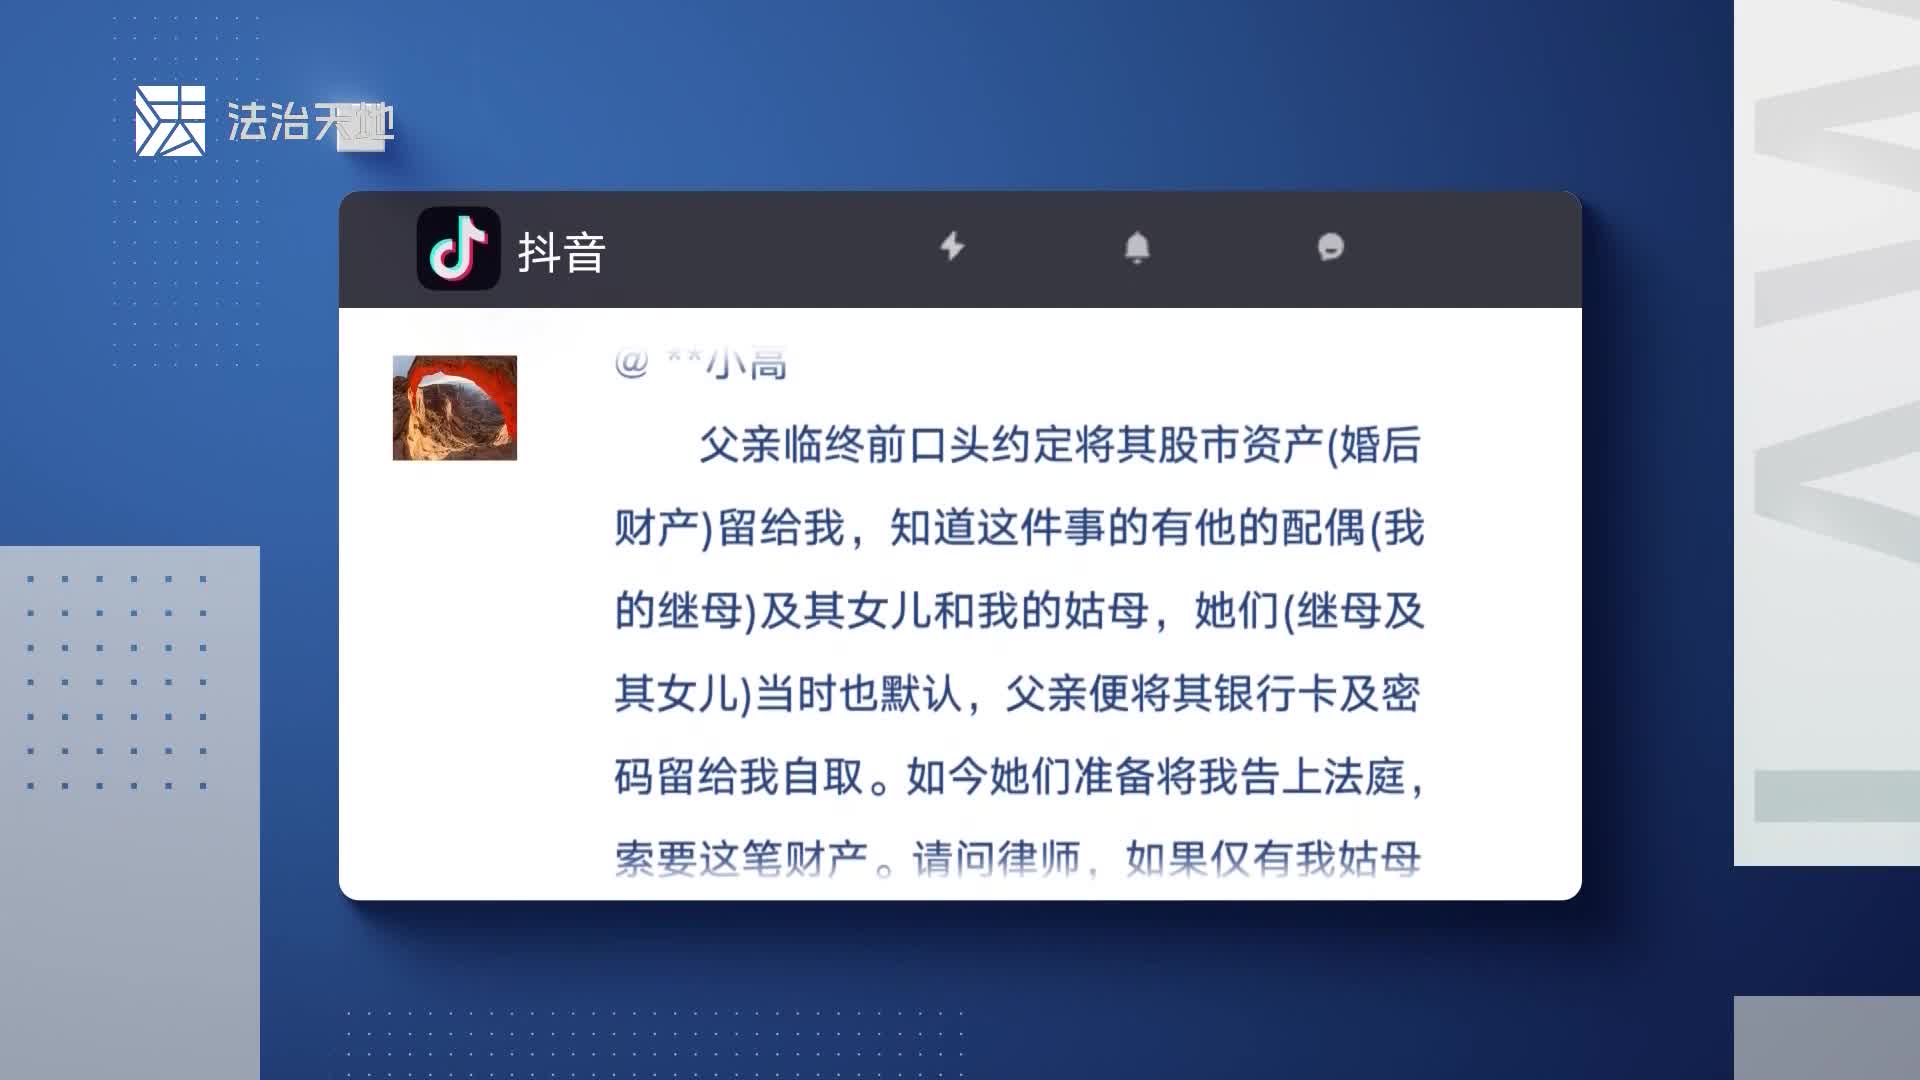 法治天地
抖音
@ **小高
父亲临终前口头约定将其股市资产(婚后
财产)留给我，知道这件事的有他的配偶(我
的继母)及其女儿和我的姑母，她们(继母及
其女儿)当时也默认，父亲便将其银行卡及密
码留给我自取。如今她们准备将我告上法庭，
索要这笔财产。请问律师，如果仅有我姑母